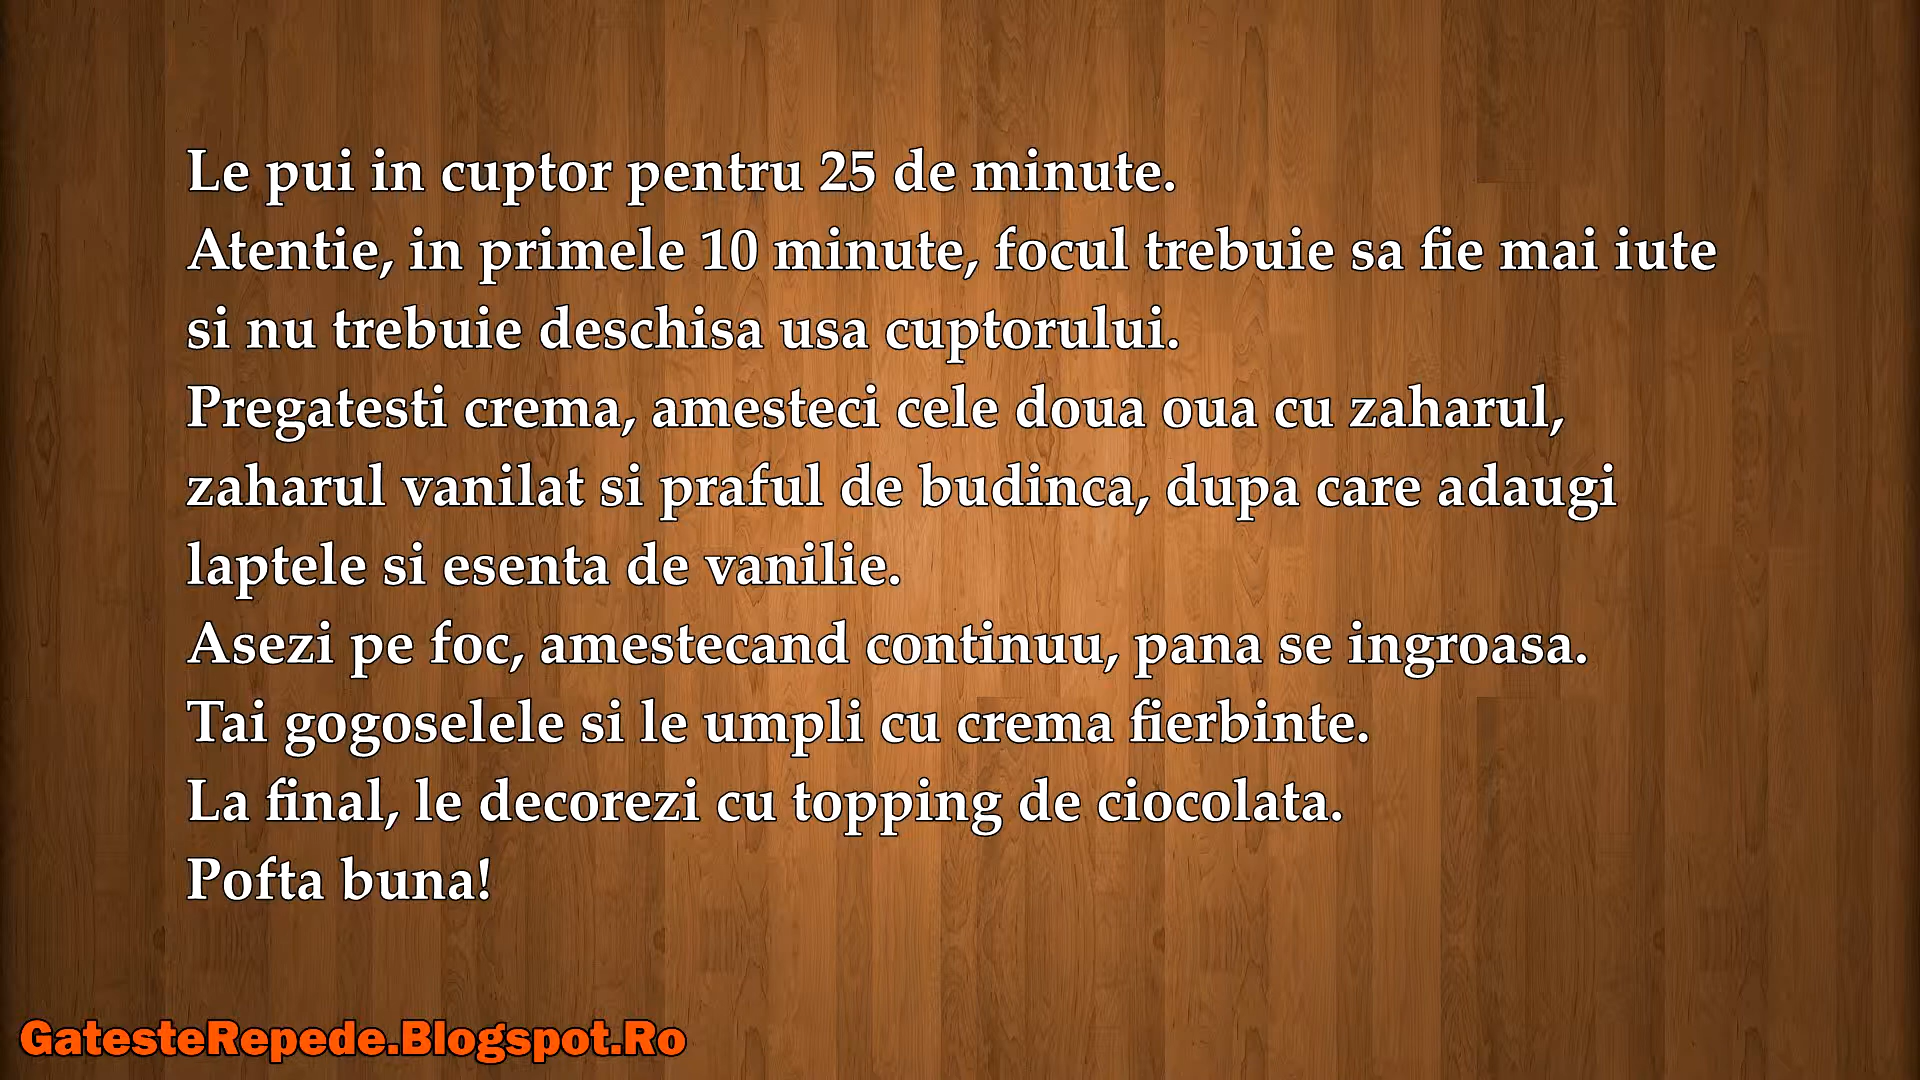 Le pui in cuptor pentru 25 de minute.
Atentie, in primele 10 minute, focul trebuie sa fie mai iute
si nu trebuie deschisa usa cuptorului.
Pregatesti crema, amesteci cele doua oua cu zaharul,
zaharul vanilat si praful de budinca, dupa care adaugi
laptele si esenta de vanilie.
Asezi pe foc, amestecand continuu, pana se ingroasa.
Tai gogoselele si le umpli cu crema fierbinte.
La final, le decorezi cu topping de ciocolata.
Pofta buna!
GatesteRepede.Blogspot.Ro